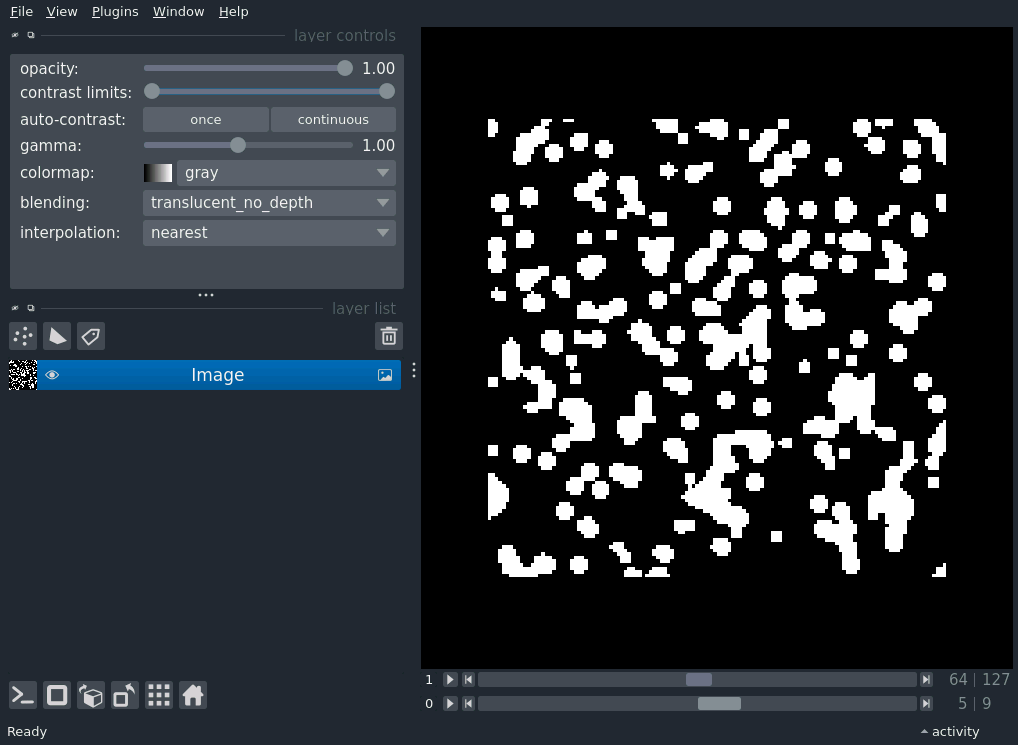 File View Plugins Window Help
layer controls
opacity: 1.00
contrast limits:
auto-contrast: once continuous
gamma: 1.00
colormap: gray
blending: translucent_no_depth
interpolation: nearest
layer list
Image
1 64 | 127
0 5 | 9
Ready activity